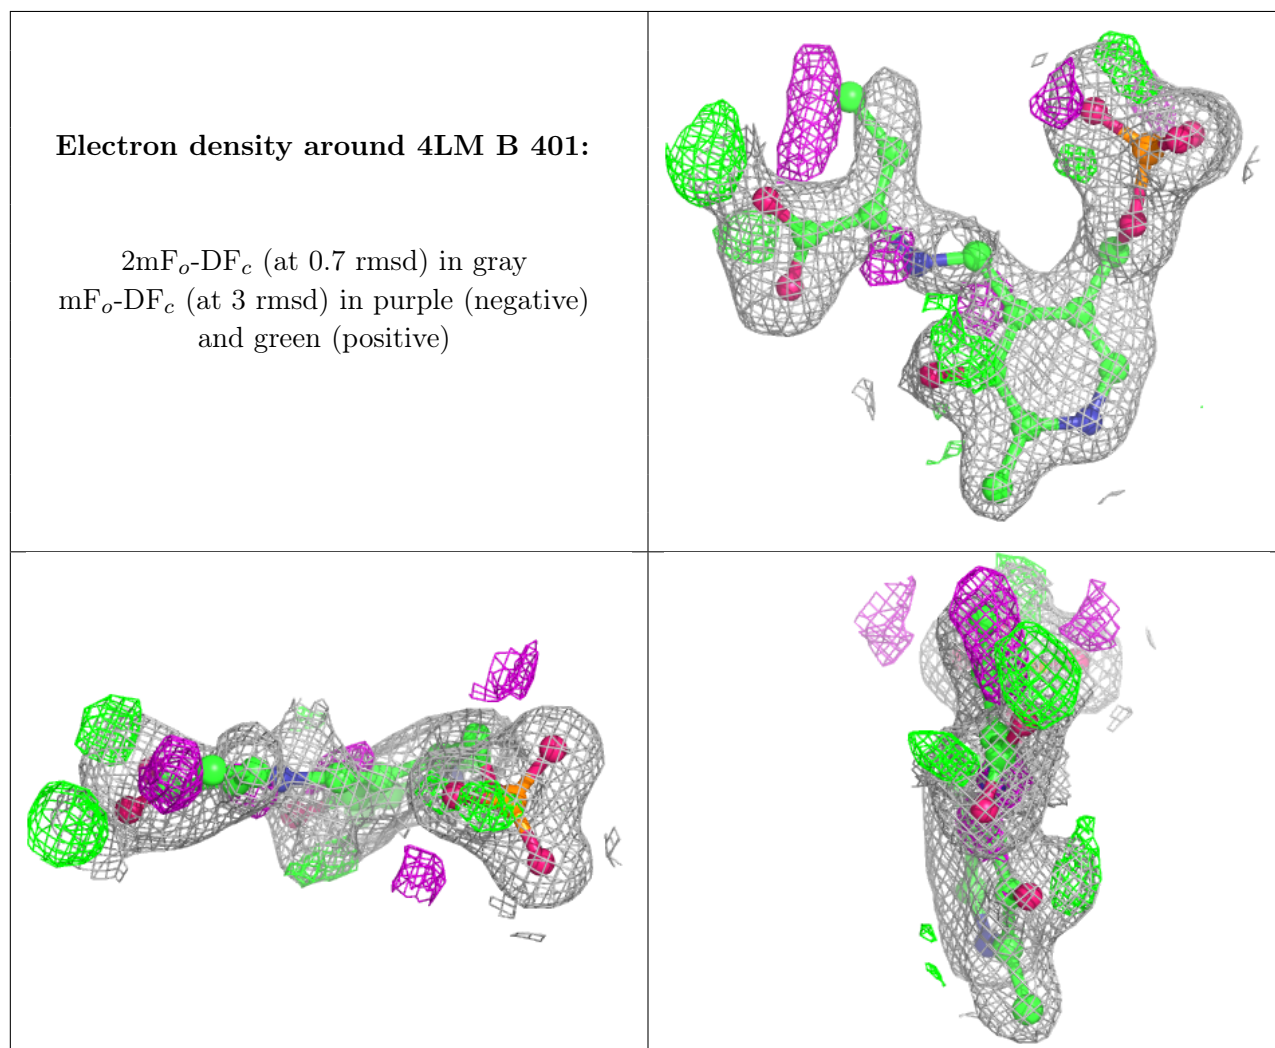 Electron density around 4LM B 401:
2mFo-DFc (at 0.7 rmsd) in gray
mFo-DFc (at 3 rmsd) in purple (negative)
and green (positive)